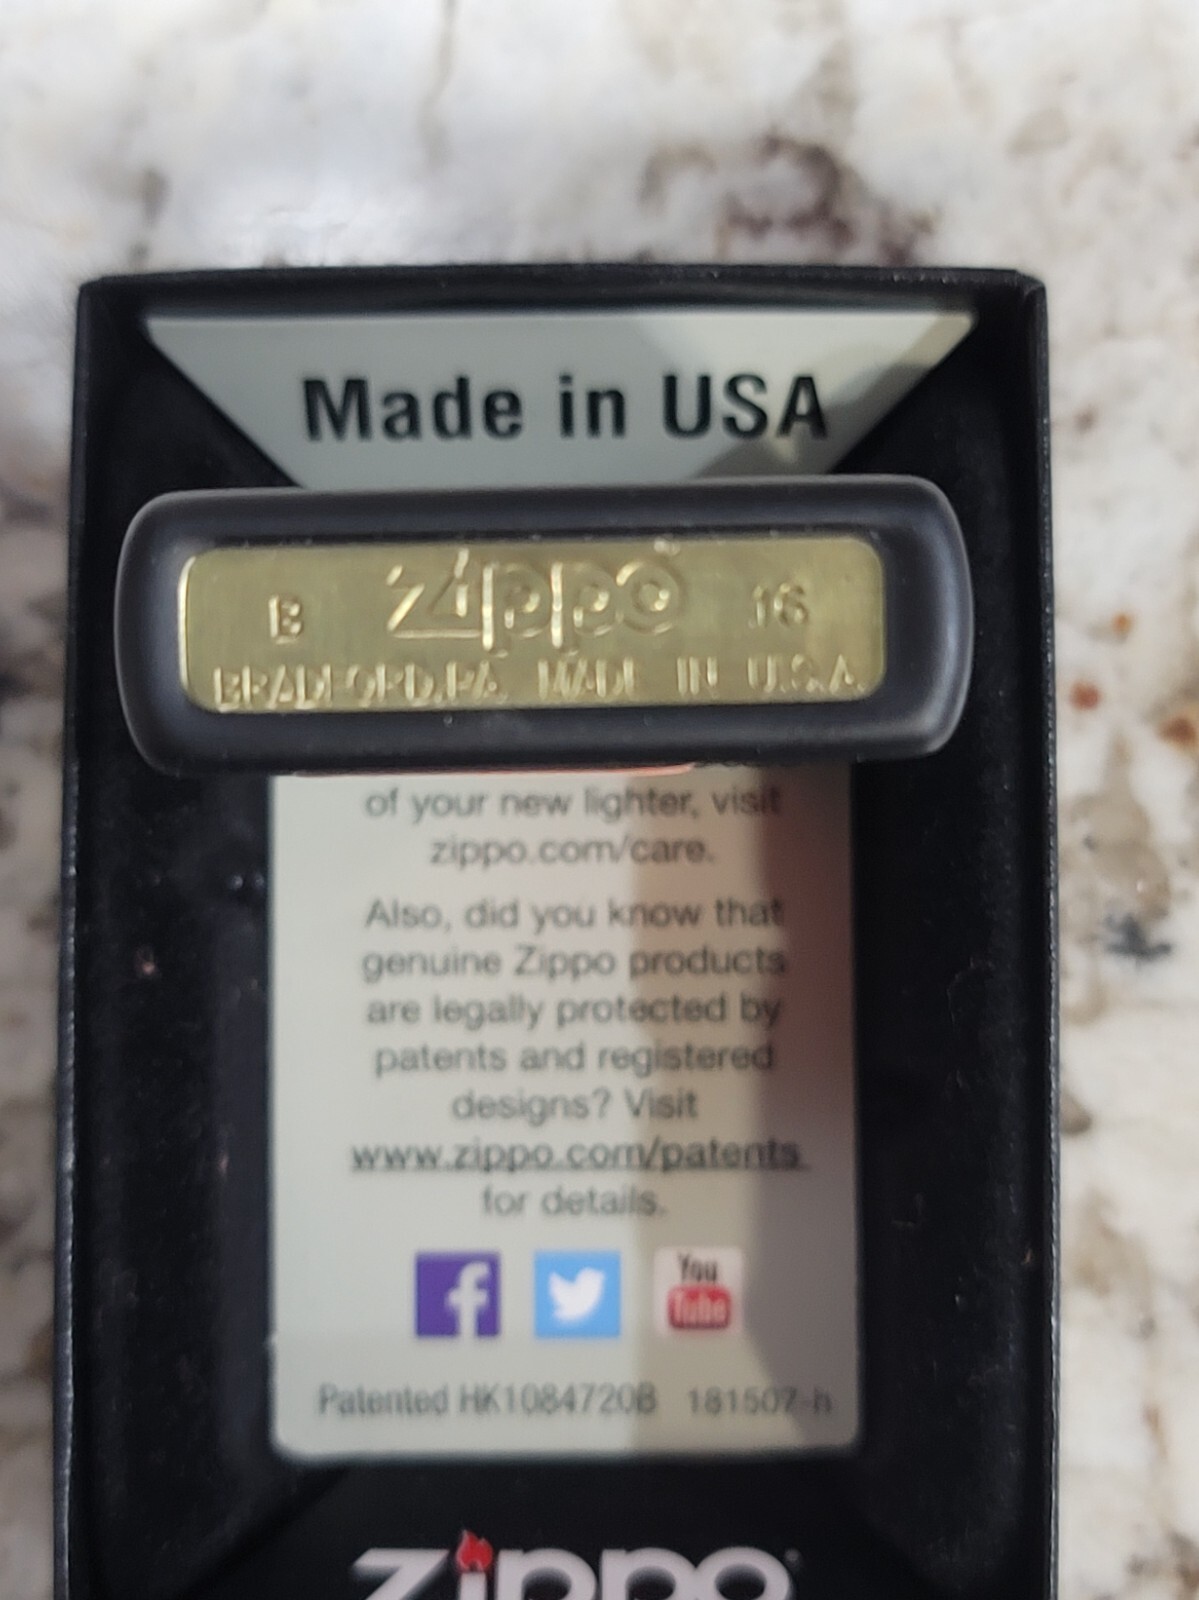 Made in USA
B zippo 16
BRADFORD, PA. MADE IN U.S.A.
of your new lighter, visit
zippo.com/care.
Also, did you know that
genuine Zippo products
are legally protected by
patents and registered
designs? Visit
www.zippo.com/patents
for details.
f
You
Tube
Patented HK1084720B 181507-h
zippo